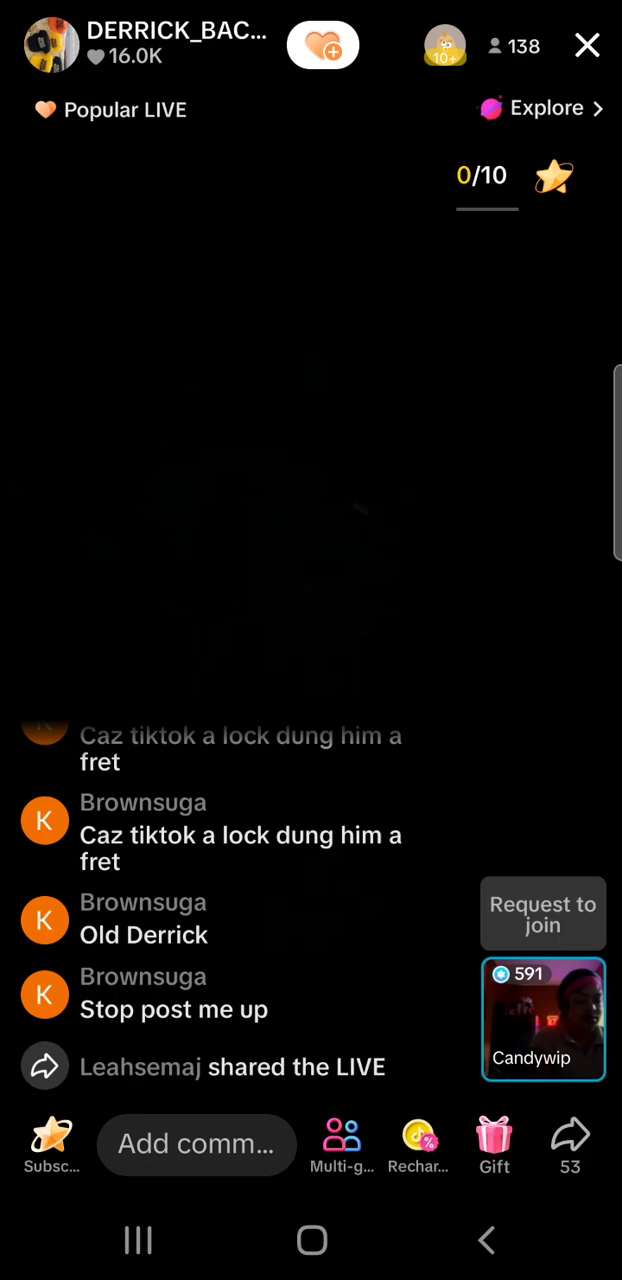 DERRICK_BAC...
16.0K
10+
138
Popular LIVE
Explore
0/10
K
Caz tiktok a lock dung him a
fret
Brownsuga
K
Caz tiktok a lock dung him a
fret
Brownsuga
K
Old Derrick
Brownsuga
K
Stop post me up
Leahsemaj shared the LIVE
Request to
join
591
Candywip
Subsc...
Add comm...
Multi-g...
Rechar...
Gift
53